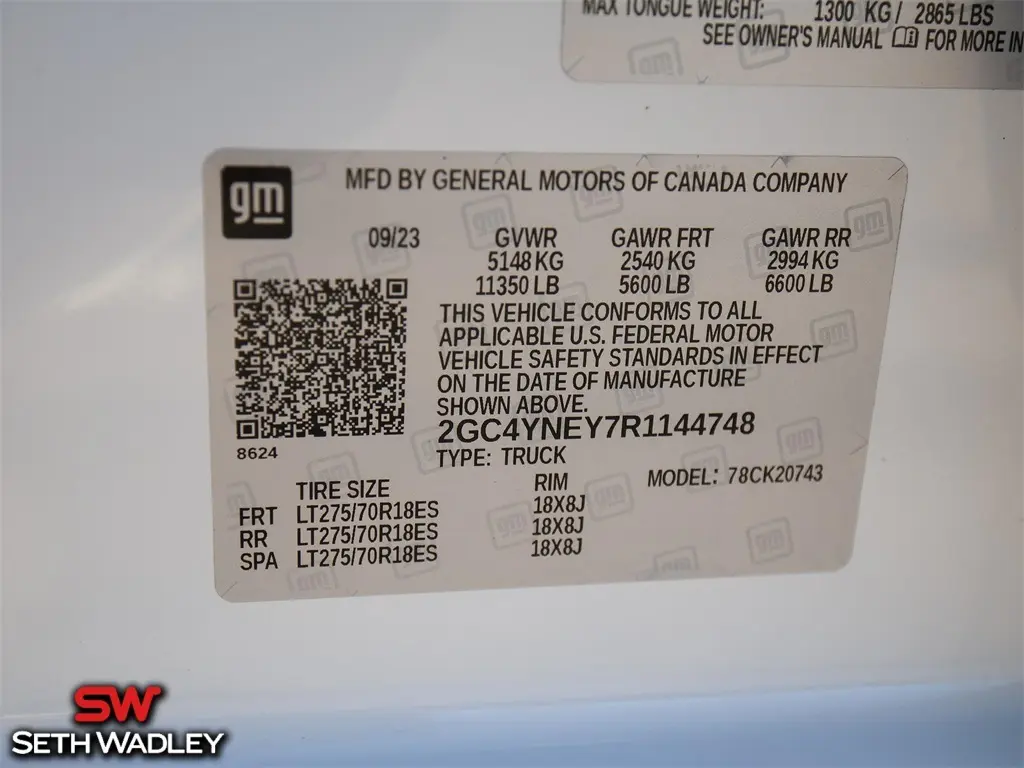 MAX TONGUE WEIGHT: 1300 KG/ 2865 LBS
SEE OWNER'S MANUAL FOR MORE IN
gm
MFD BY GENERAL MOTORS OF CANADA COMPANY
09/23 GVWR GAWR FRT GAWR RR
5148 KG 2540 KG 2994 KG
11350 LB 5600 LB 6600 LB
THIS VEHICLE CONFORMS TO ALL
APPLICABLE U.S. FEDERAL MOTOR
VEHICLE SAFETY STANDARDS IN EFFECT
ON THE DATE OF MANUFACTURE
SHOWN ABOVE.
2GC4YNEY7R1144748
8624
TYPE: TRUCK
MODEL: 78CK20743
TIRE SIZE RIM
FRT LT275/70R18ES 18X8J
RR LT275/70R18ES 18X8J
SPA LT275/70R18ES 18X8J
SW
SETH WADLEY